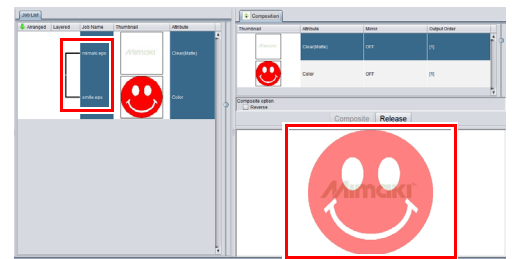 Job List
Arranged Layered Job Name Thumbnail Attribute
mimaki.eps
Mimaki
Clear(Matte)
smile.eps
Color
Composition
Thumbnail Attribute Mirror Output Order
Mimaki
Clear(Matte) OFF [1]
Color OFF [1]
Composite option
Reverse
Composite Release
Mimaki